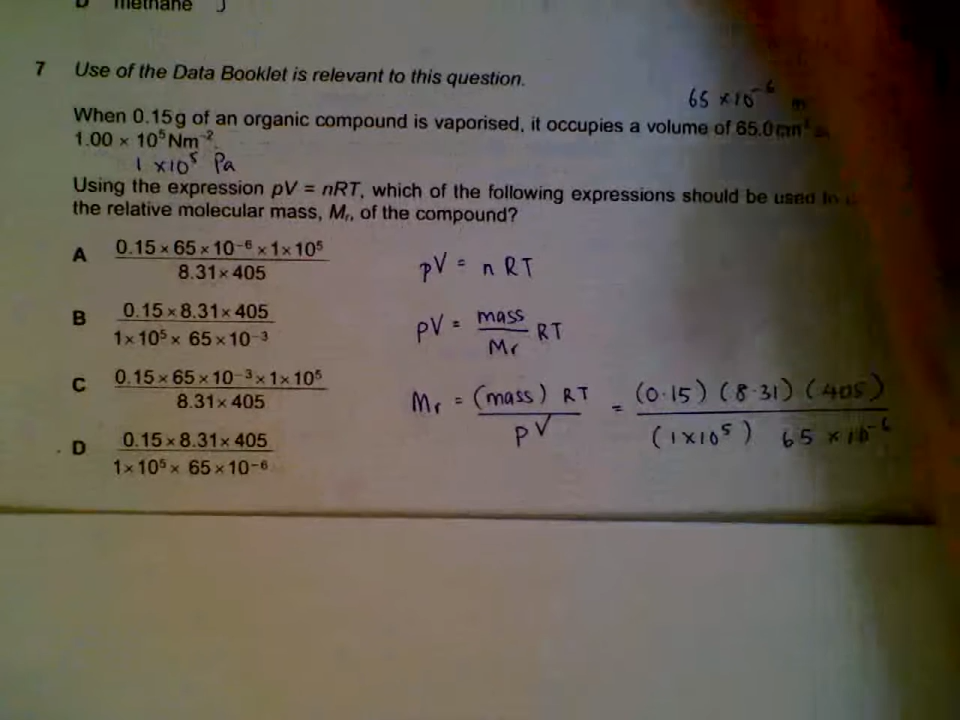 D methane
7 Use of the Data Booklet is relevant to this question.
65 × 10⁻⁶ m
When 0.15 g of an organic compound is vaporised, it occupies a volume of 65.0 cm³
1.00 × 10⁵ Nm⁻².
1 × 10⁵ Pa
Using the expression pV = nRT, which of the following expressions should be used to
the relative molecular mass, Mᵣ, of the compound?
A 0.15 × 65 × 10⁻⁶ × 1 × 10⁵
8.31 × 405
B 0.15 × 8.31 × 405
1 × 10⁵ × 65 × 10⁻³
C 0.15 × 65 × 10⁻³ × 1 × 10⁵
8.31 × 405
D 0.15 × 8.31 × 405
1 × 10⁵ × 65 × 10⁻⁶
pV = nRT
pV = mass RT
Mr
Mr = (mass) RT = (0.15) (8.31) (405)
pV (1×10⁵) 65 × 10⁻⁶